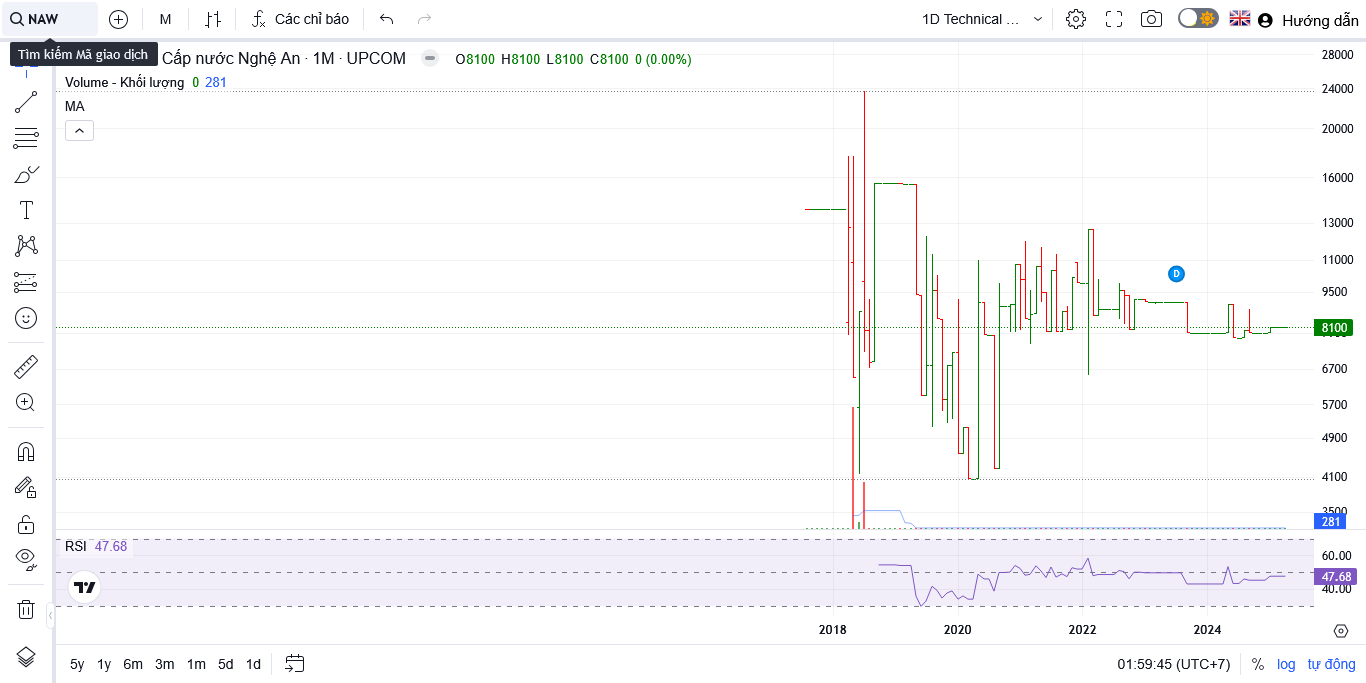 NAW
M
Các chỉ báo
1D Technical ...
Hướng dẫn
Tìm kiếm Mã giao dịch
Cấp nước Nghệ An · 1M · UPCOM
O8100 H8100 L8100 C8100 0 (0.00%)
Volume - Khối lượng 0 281
MA
28000
24000
20000
16000
13000
11000
9500
8100
6700
5700
4900
4100
3500
281
D
RSI 47.68
60.00
47.68
40.00
2018 2020 2022 2024
5y 1y 6m 3m 1m 5d 1d
01:59:45 (UTC+7)
% log tự động